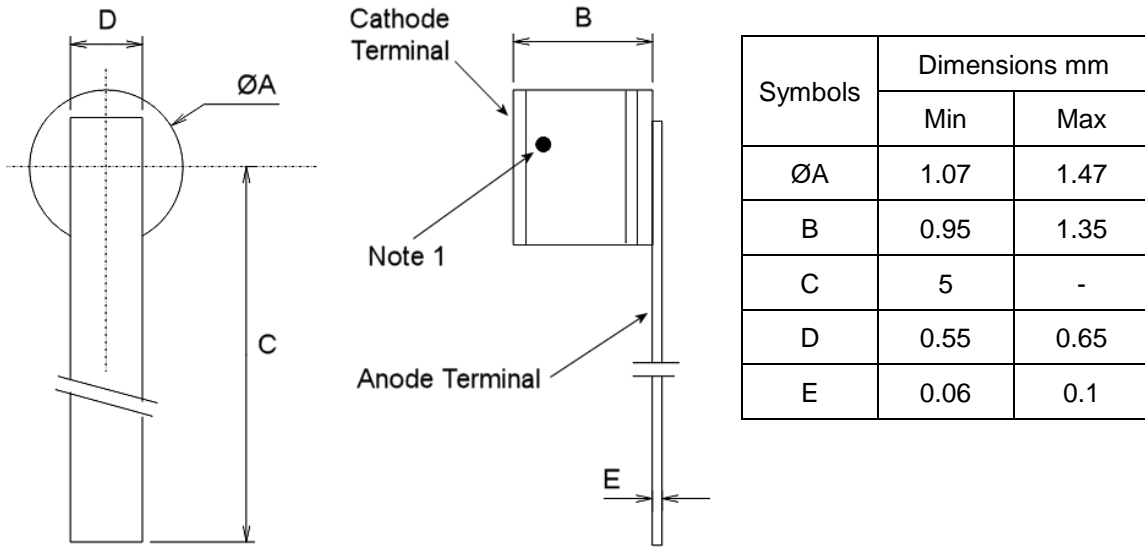 D
ØA
C
Cathode
Terminal
B
Note 1
Anode Terminal
E
Symbols
Dimensions mm
Min Max
ØA 1.07 1.47
B 0.95 1.35
C 5 -
D 0.55 0.65
E 0.06 0.1